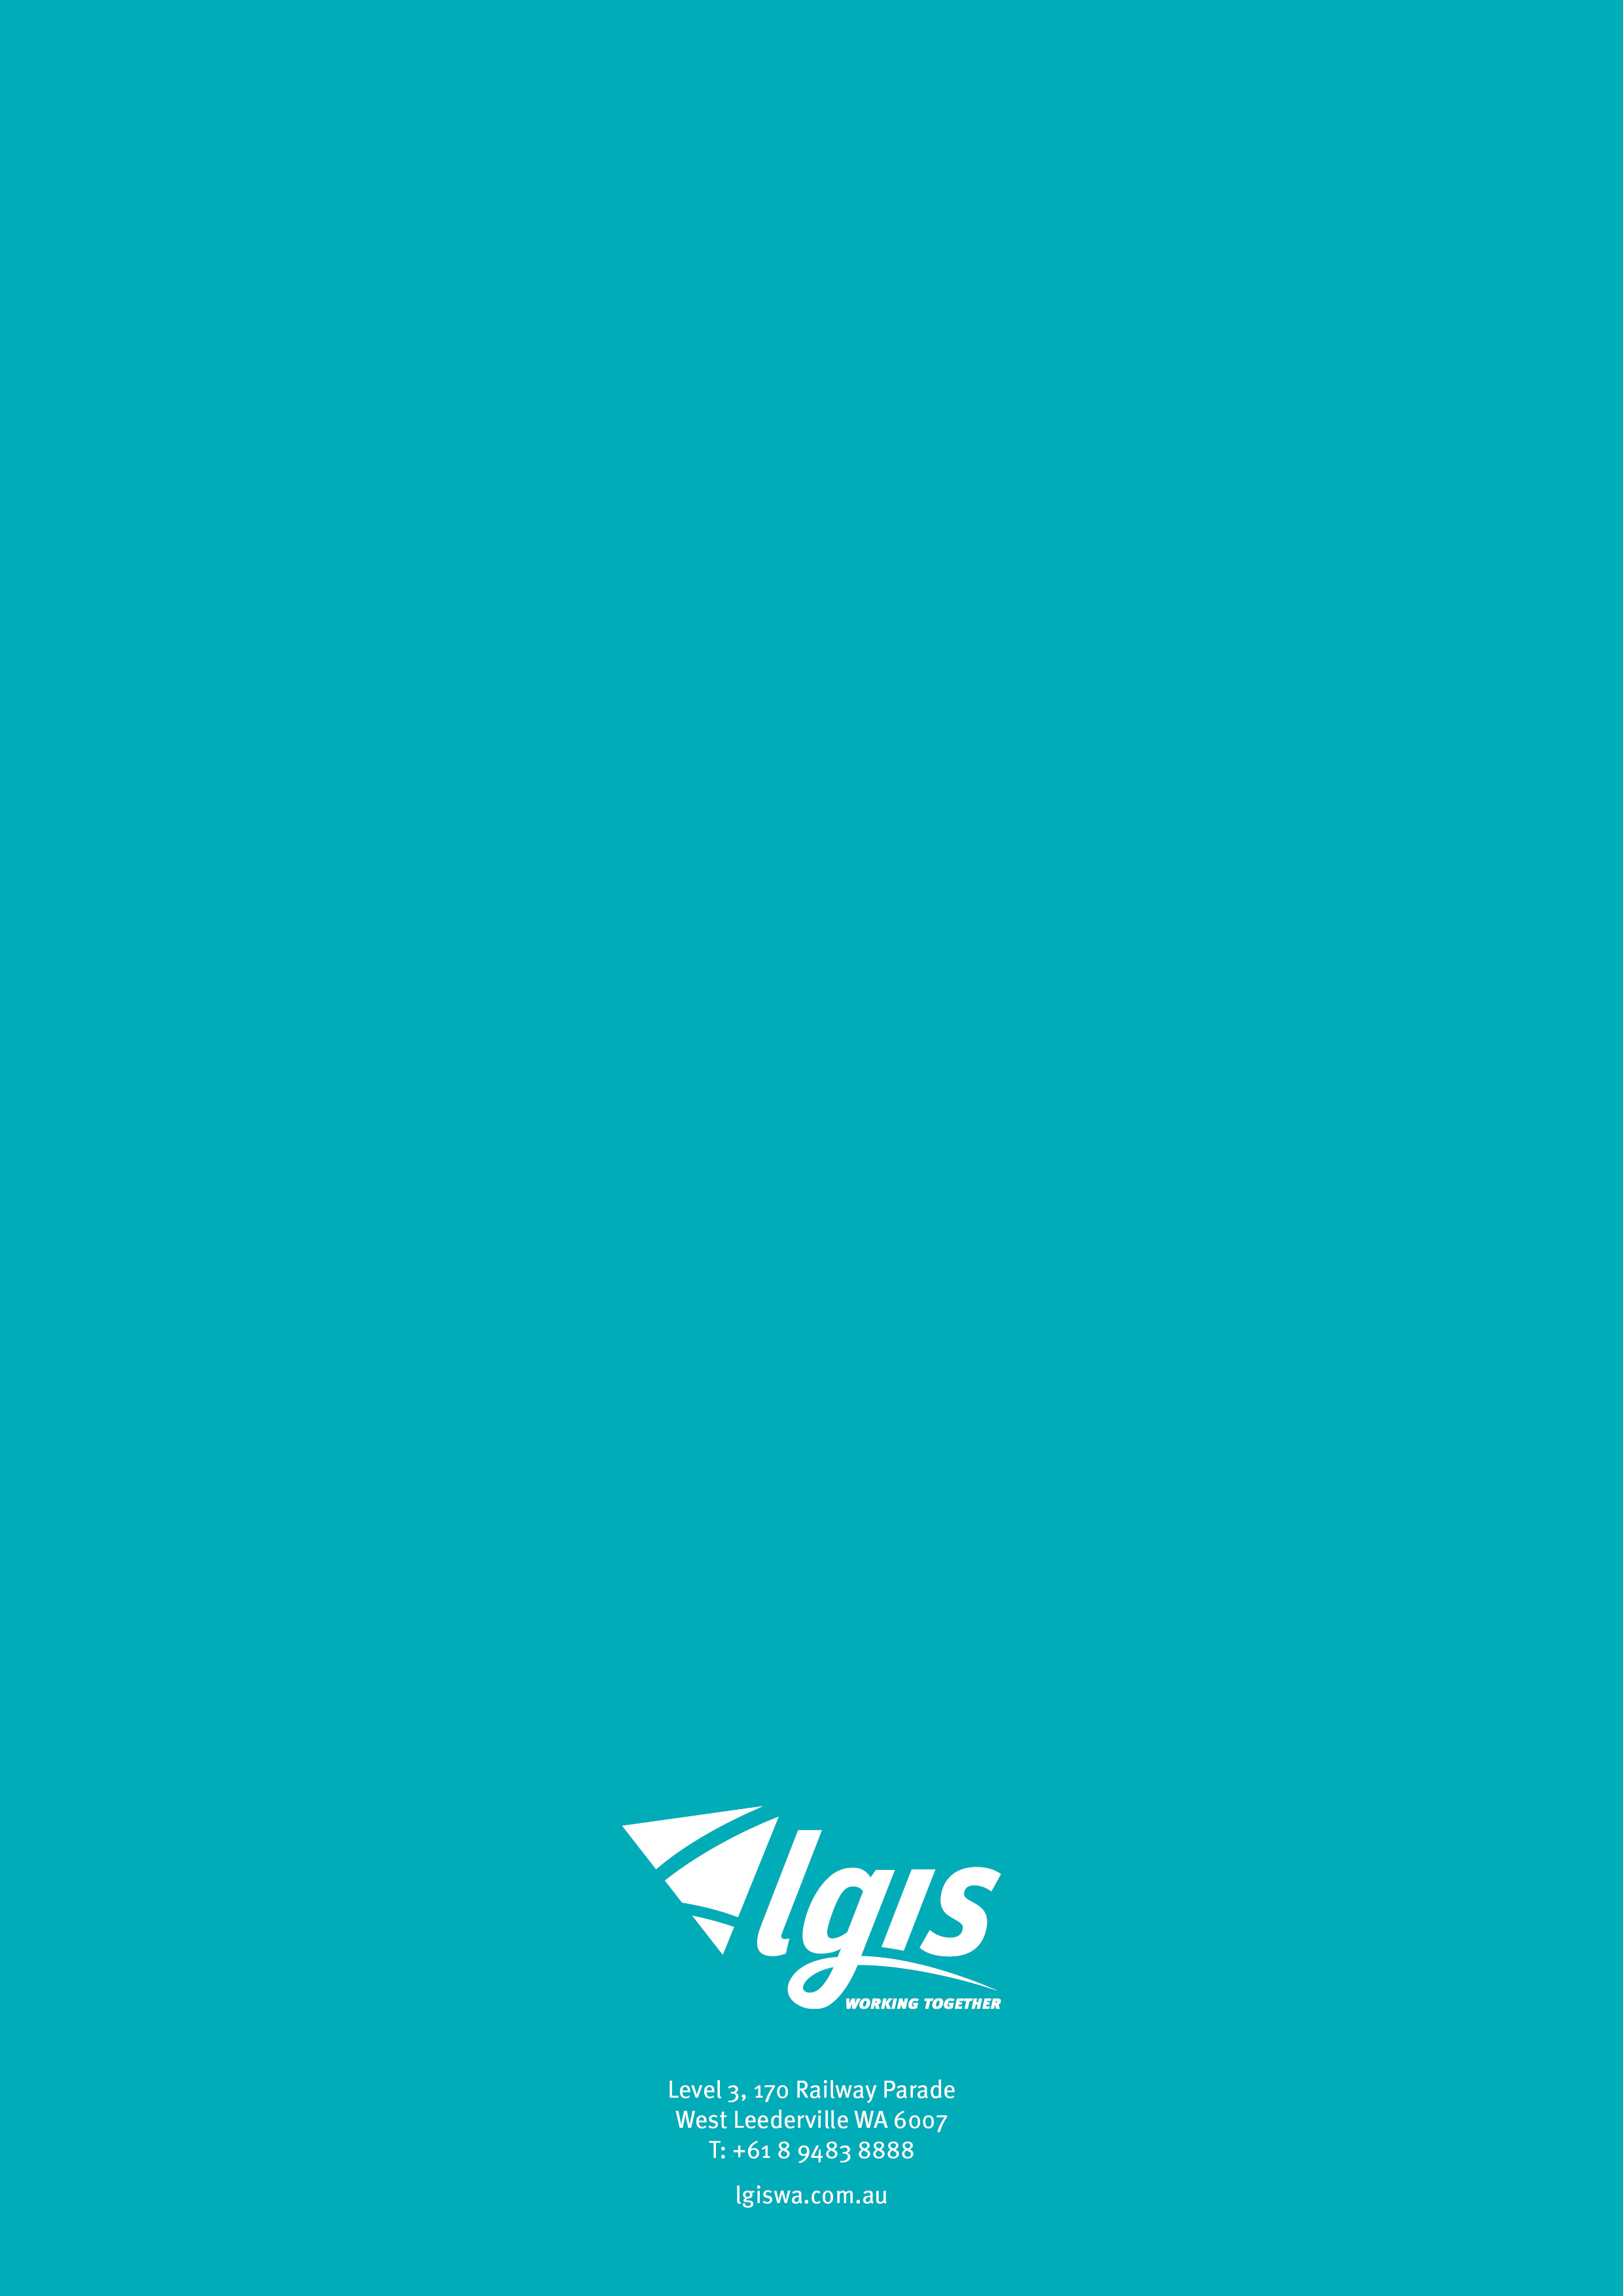 lgis
WORKING TOGETHER
Level 3, 170 Railway Parade
West Leederville WA 6007
T: +61 8 9483 8888
lgiswa.com.au